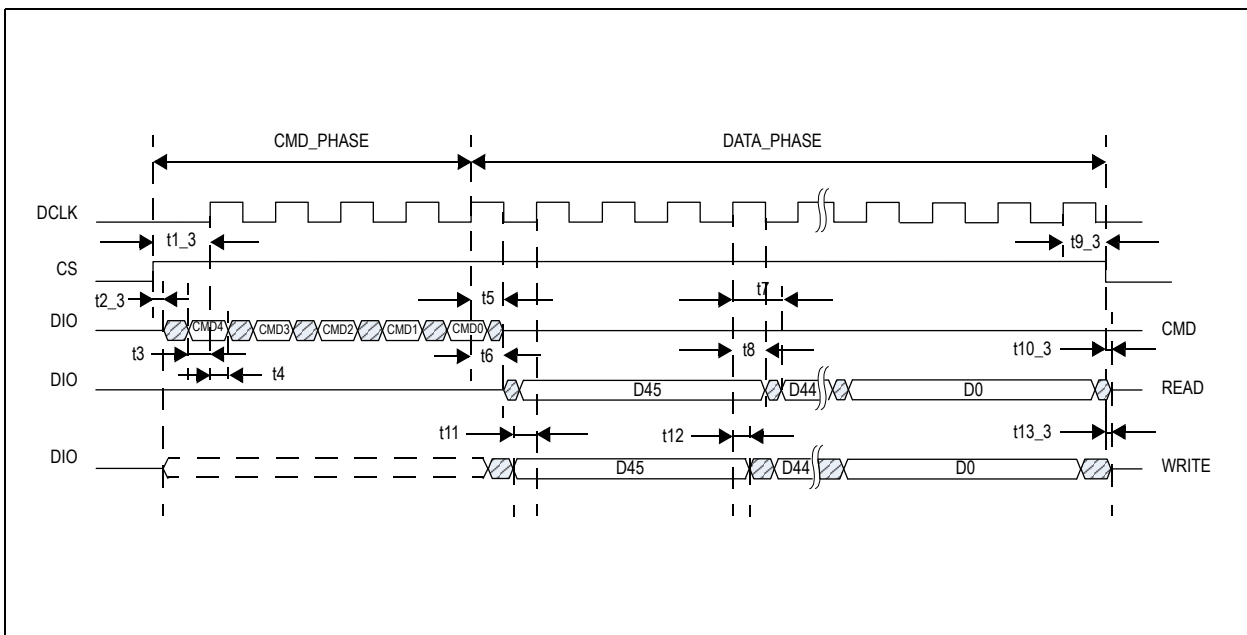 CMD_PHASE DATA_PHASE
DCLK
t1_3 t9_3
CS
t2_3 t5 t7
DIO CMD4 CMD3 CMD2 CMD1 CMD0 CMD
t3 t6 t8 t10_3
t4
DIO D45 D44 D0 READ
t11 t12 t13_3
DIO D45 D44 D0 WRITE